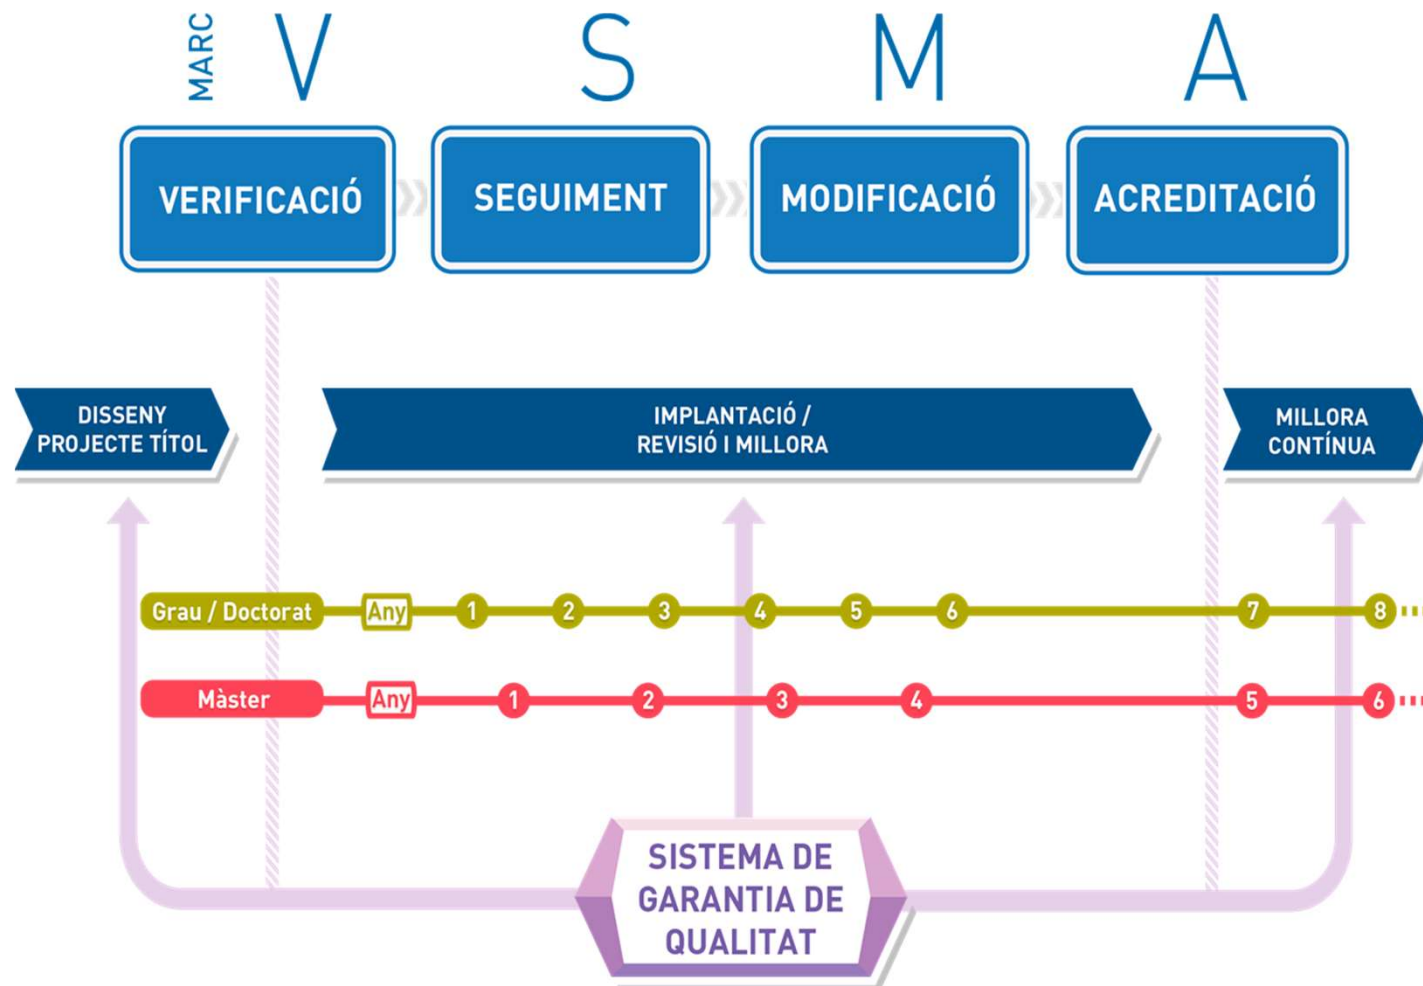 MARC
V
S
M
A
VERIFICACIÓ
SEGUIMENT
MODIFICACIÓ
ACREDITACIÓ
DISSENY
PROJECTE TÍTOL
IMPLANTACIÓ /
REVISIÓ I MILLORA
MILLORA
CONTÍNUA
Grau / Doctorat
Any
1
2
3
4
5
6
7
8
Màster
Any
1
2
3
4
5
6
SISTEMA DE
GARANTIA DE
QUALITAT